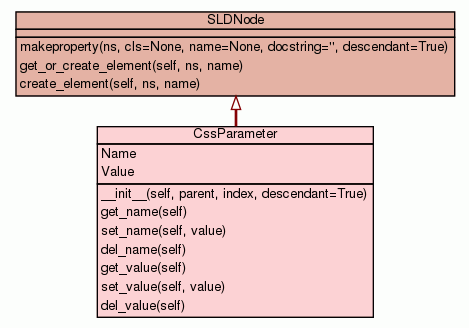 SLDNode
makeproperty(ns, cls=None, name=None, docstring='', descendant=True)
get_or_create_element(self, ns, name)
create_element(self, ns, name)
CssParameter
Name
Value
__init__(self, parent, index, descendant=True)
get_name(self)
set_name(self, value)
del_name(self)
get_value(self)
set_value(self, value)
del_value(self)